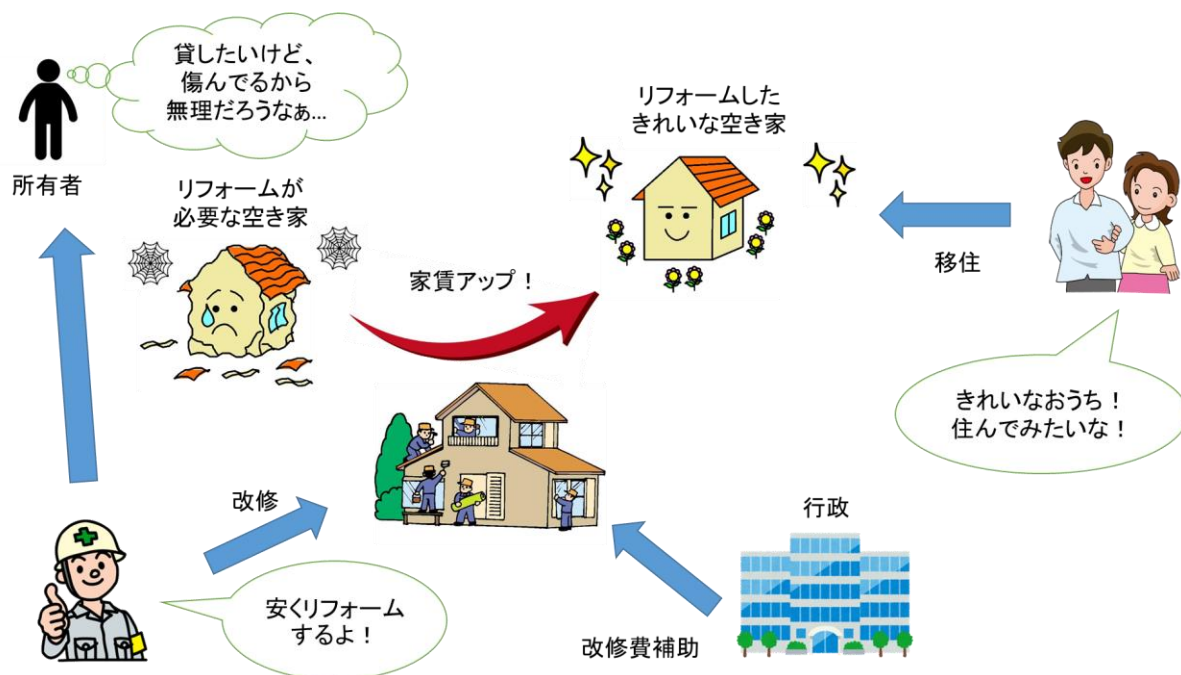 貸したいけど、
傷んでるから
無理だろうなぁ...
所有者
リフォームが
必要な空き家
リフォームした
きれいな空き家
家賃アップ！
移住
きれいなおうち！
住んでみたいな！
改修
安くリフォーム
するよ！
行政
改修費補助